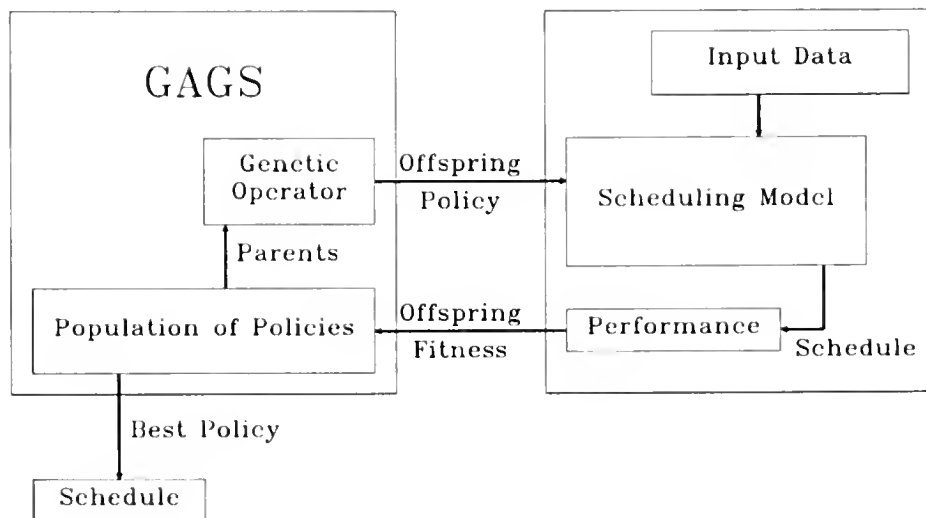 GAGS
Genetic
Operator
Parents
Population of Policies
Best Policy
Schedule
Offspring
Policy
Offspring
Fitness
Input Data
Scheduling Model
Performance
Schedule